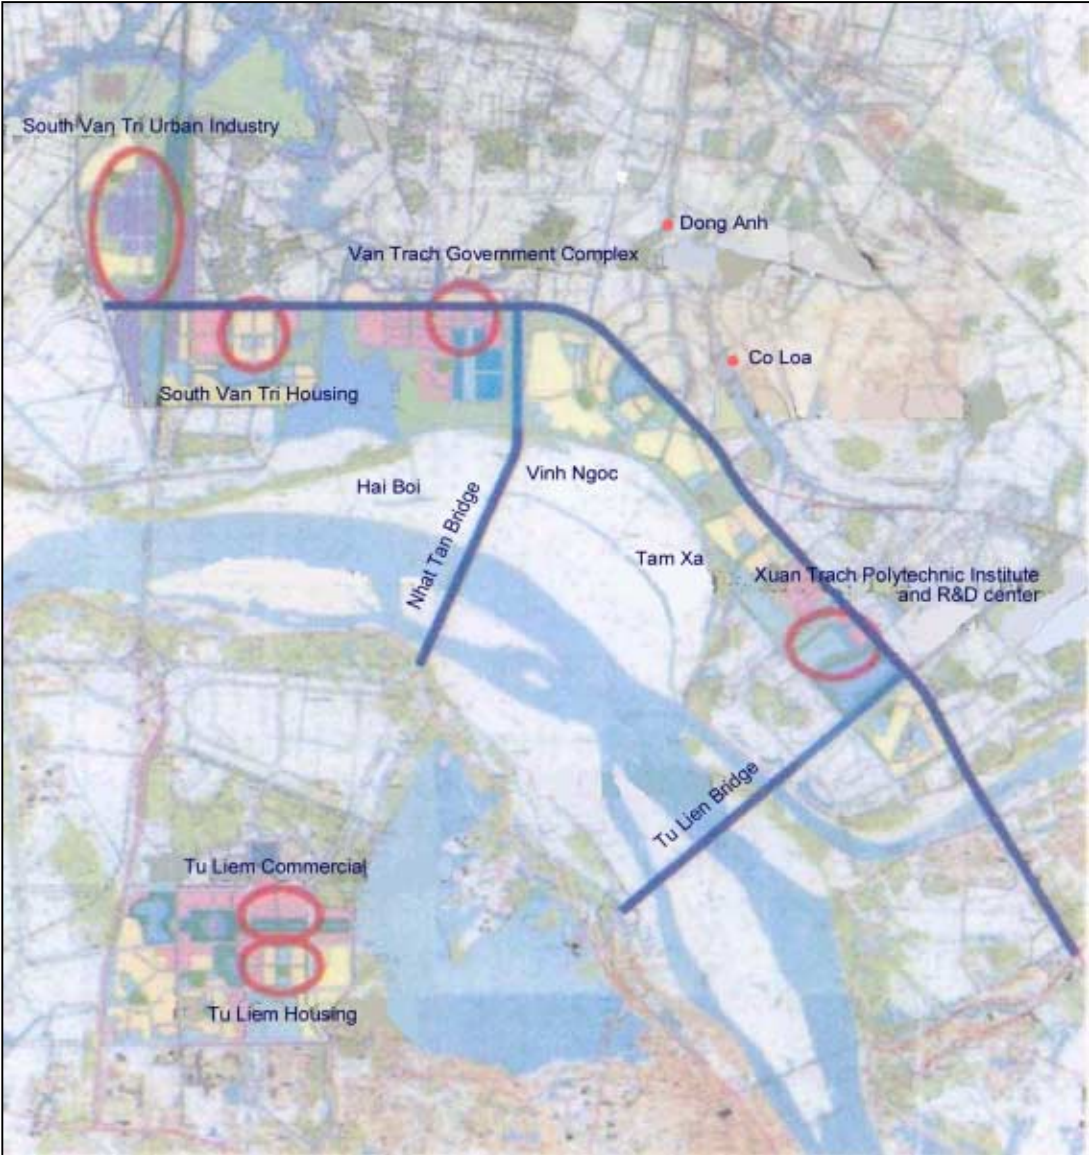 South Van Tri Urban Industry
Dong Anh
Van Trach Government Complex
Co Loa
South Van Tri Housing
Vinh Ngoc
Hai Boi
Nhat Tan Bridge
Tam Xa
Xuan Trach Polytechnic Institute
and R&D center
Tu Lien Bridge
Tu Liem Commercial
Tu Liem Housing